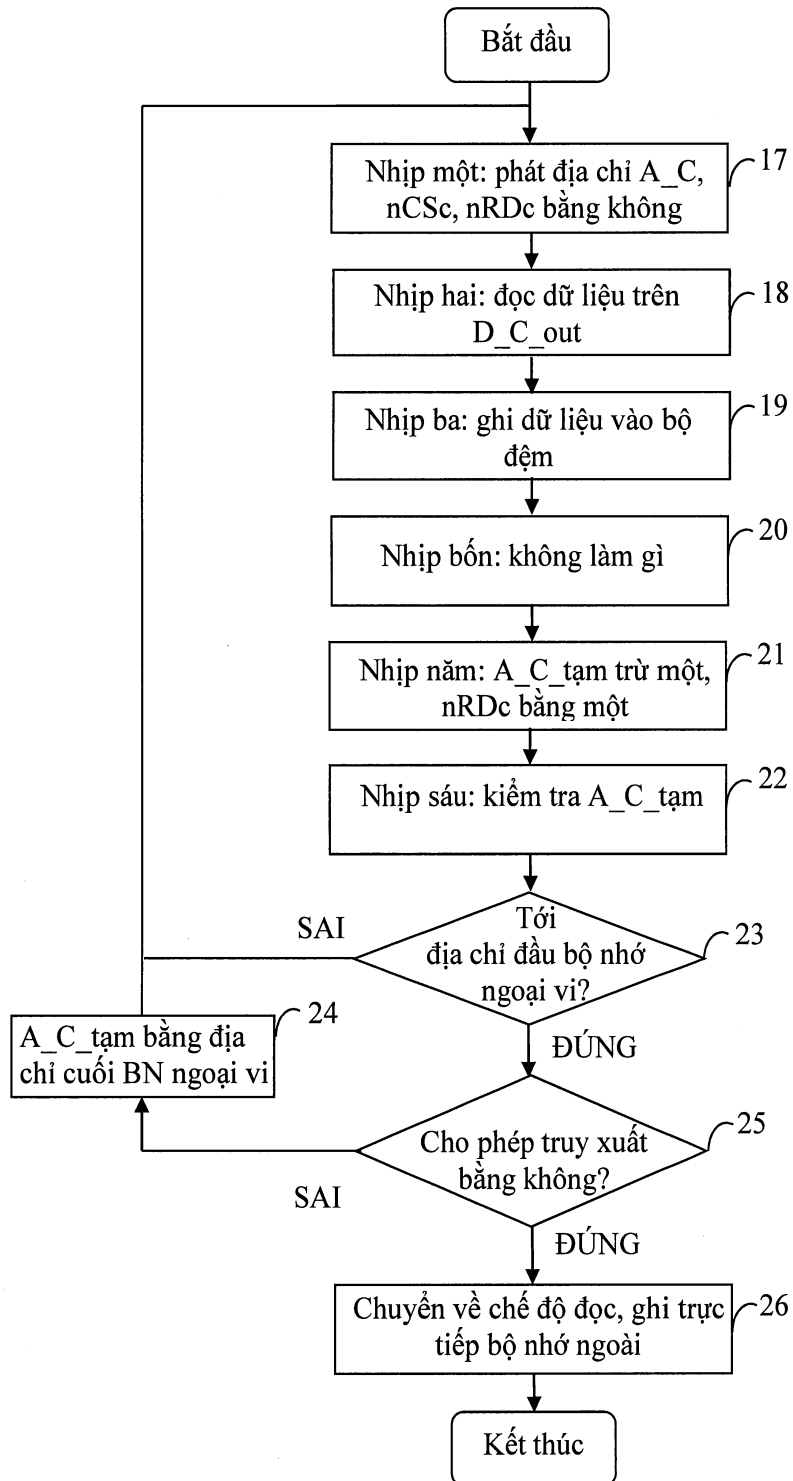 Bắt đầu
Nhịp một: phát địa chỉ A_C,
nCSc, nRDc bằng không
17
Nhịp hai: đọc dữ liệu trên
D_C_out
18
Nhịp ba: ghi dữ liệu vào bộ
đệm
19
Nhịp bốn: không làm gì
20
Nhịp năm: A_C_tạm trừ một,
nRDc bằng một
21
Nhịp sáu: kiểm tra A_C_tạm
22
SAI
Tới
địa chỉ đầu bộ nhớ
ngoại vi?
23
A_C_tạm bằng địa
chỉ cuối BN ngoại vi
24
ĐÚNG
Cho phép truy xuất
bằng không?
25
SAI
ĐÚNG
Chuyển về chế độ đọc, ghi trực
tiếp bộ nhớ ngoài
26
Kết thúc